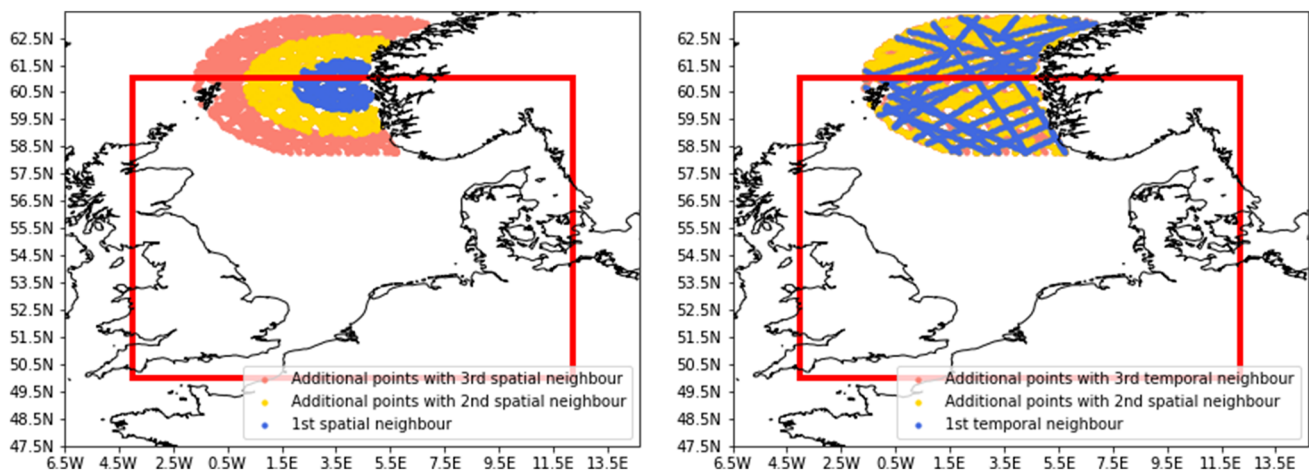 62.5N
61.5N
60.5N
59.5N
58.5N
57.5N
56.5N
55.5N
54.5N
53.5N
52.5N
51.5N
50.5N
49.5N
48.5N
47.5N
6.5W 4.5W 2.5W 0.5W 1.5E 3.5E 5.5E 7.5E 9.5E 11.5E 13.5E
Additional points with 3rd spatial neighbour
Additional points with 2nd spatial neighbour
1st spatial neighbour
62.5N
61.5N
60.5N
59.5N
58.5N
57.5N
56.5N
55.5N
54.5N
53.5N
52.5N
51.5N
50.5N
49.5N
48.5N
47.5N
6.5W 4.5W 2.5W 0.5W 1.5E 3.5E 5.5E 7.5E 9.5E 11.5E 13.5E
Additional points with 3rd temporal neighbour
Additional points with 2nd spatial neighbour
1st temporal neighbour